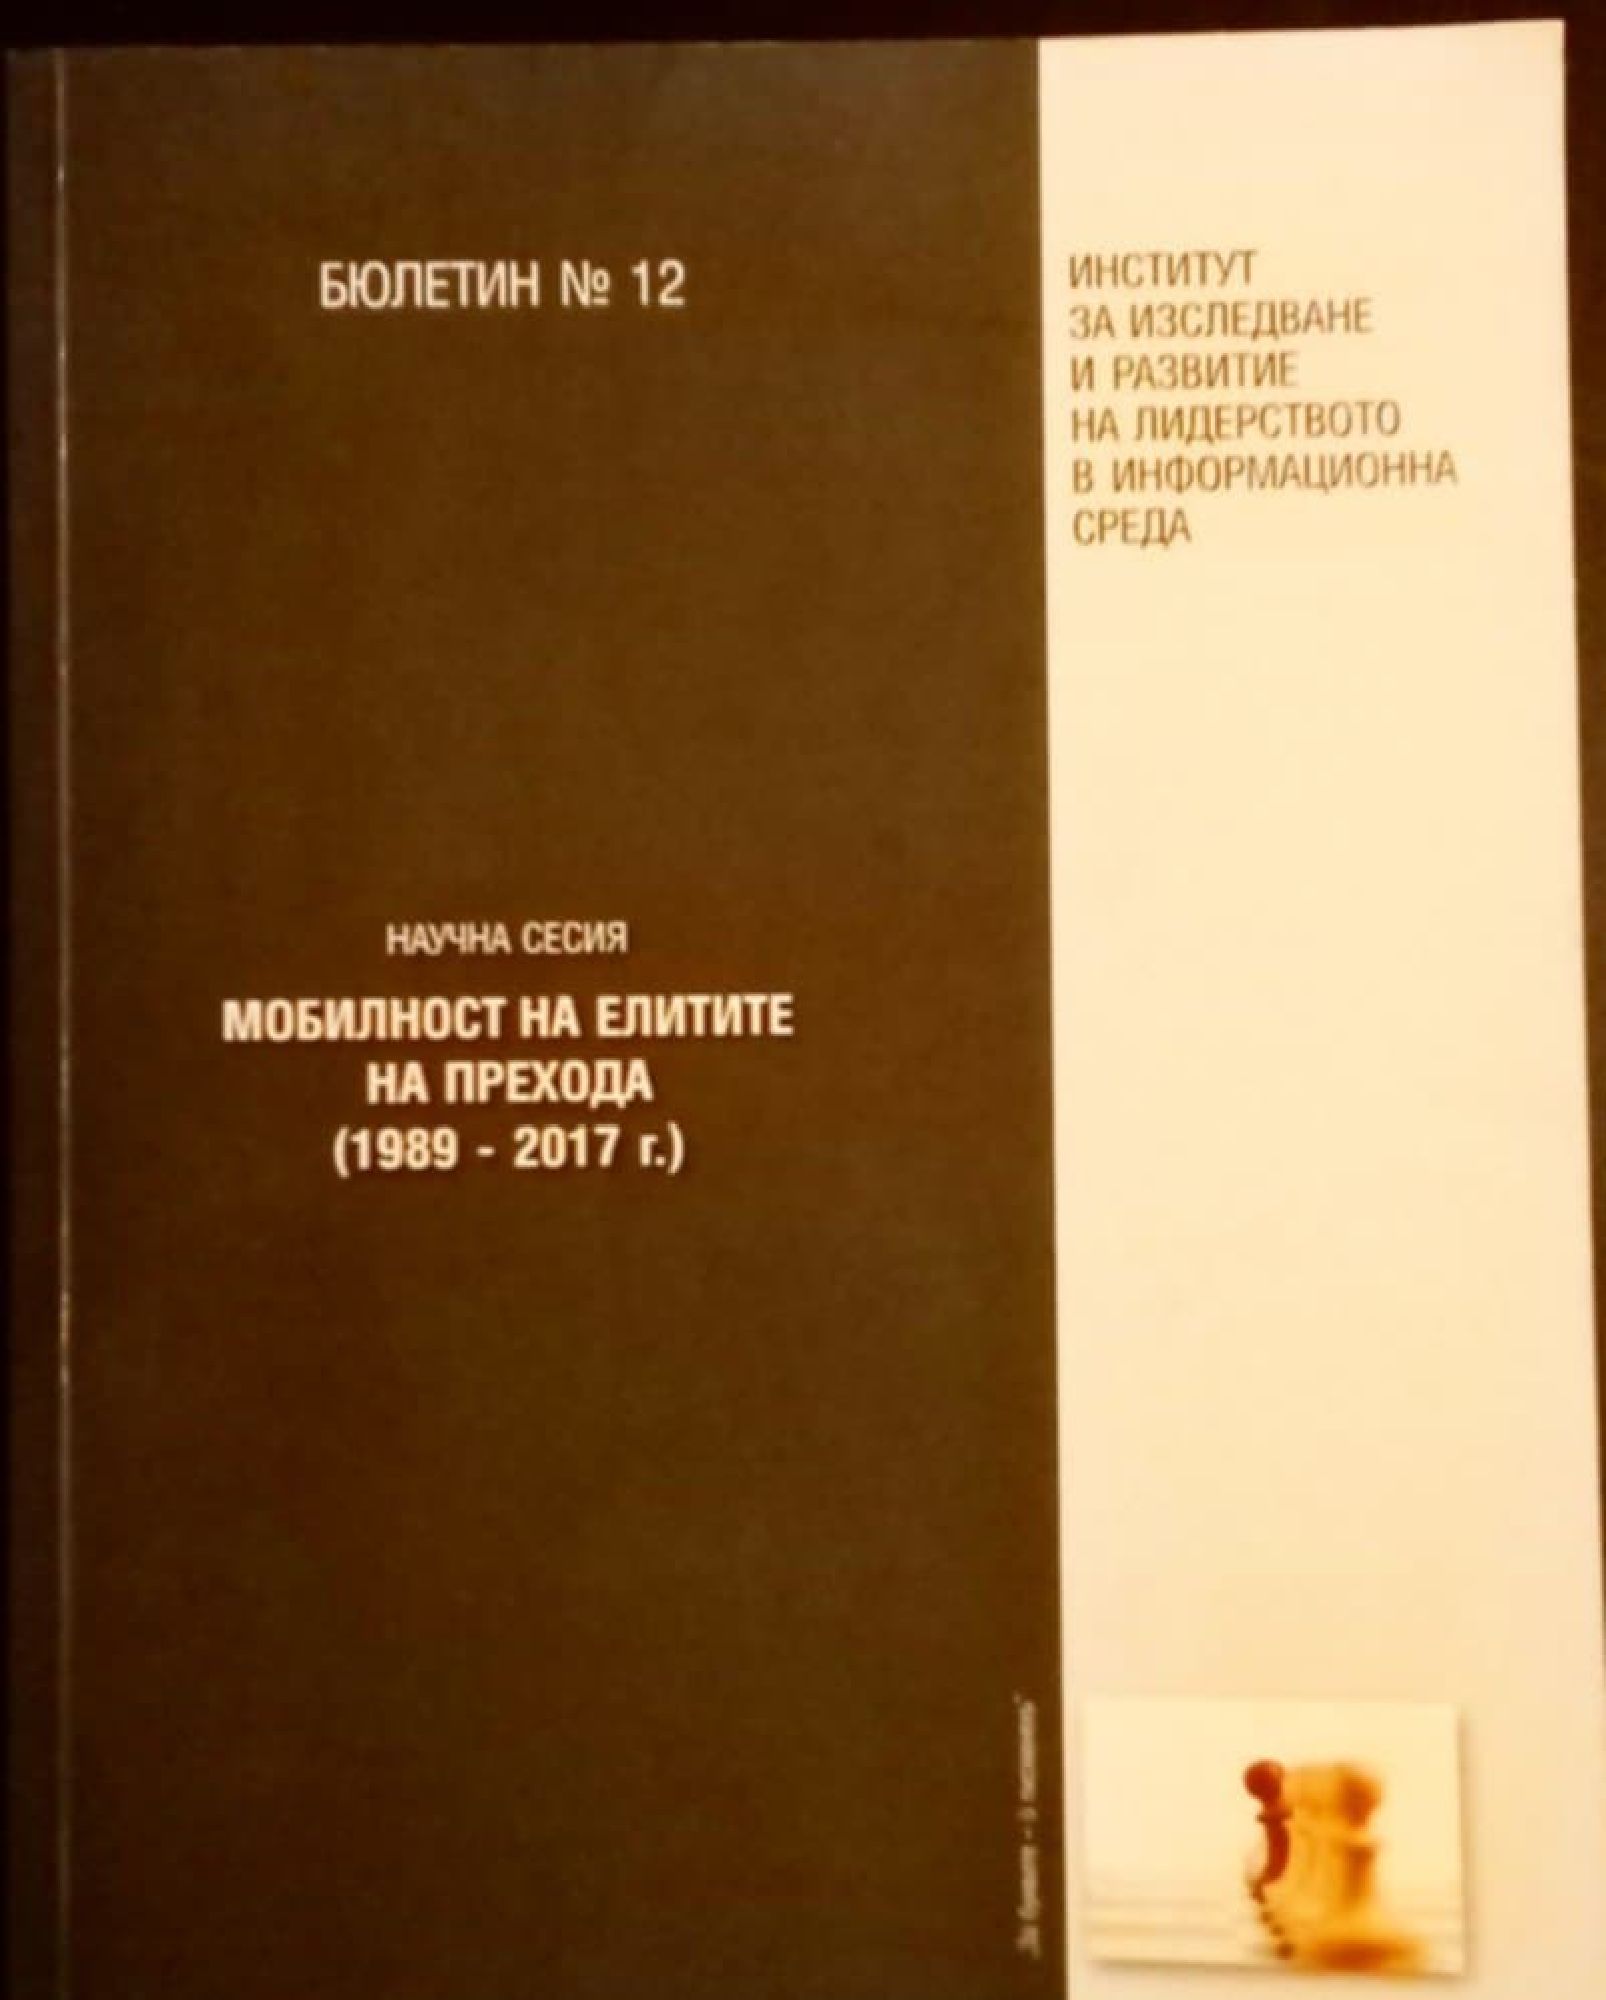 БЮЛЕТИН № 12
ИНСТИТУТ
ЗА ИЗСЛЕДВАНЕ
И РАЗВИТИЕ
НА ЛИДЕРСТВОТО
В ИНФОРМАЦИОННА
СРЕДА
НАУЧНА СЕСИЯ
МОБИЛНОСТ НА ЕЛИТИТЕ
НА ПРЕХОДА
(1989 - 2017 г.)